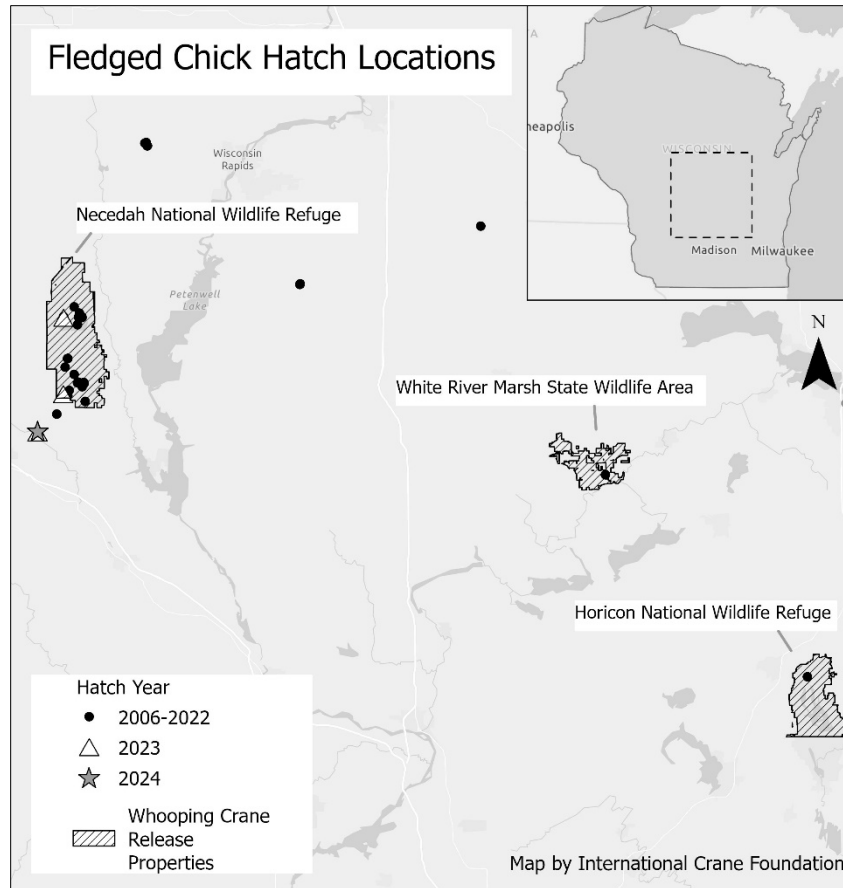 Fledged Chick Hatch Locations
TA
neapolis
WISCONSIN
Madison
Milwaukee
Wisconsin
Rapids
Necedah National Wildlife Refuge
Petenwell
Lake
N
White River Marsh State Wildlife Area
Horicon National Wildlife Refuge
Hatch Year
2006-2022
2023
2024
Whooping Crane
Release
Properties
Map by International Crane Foundation